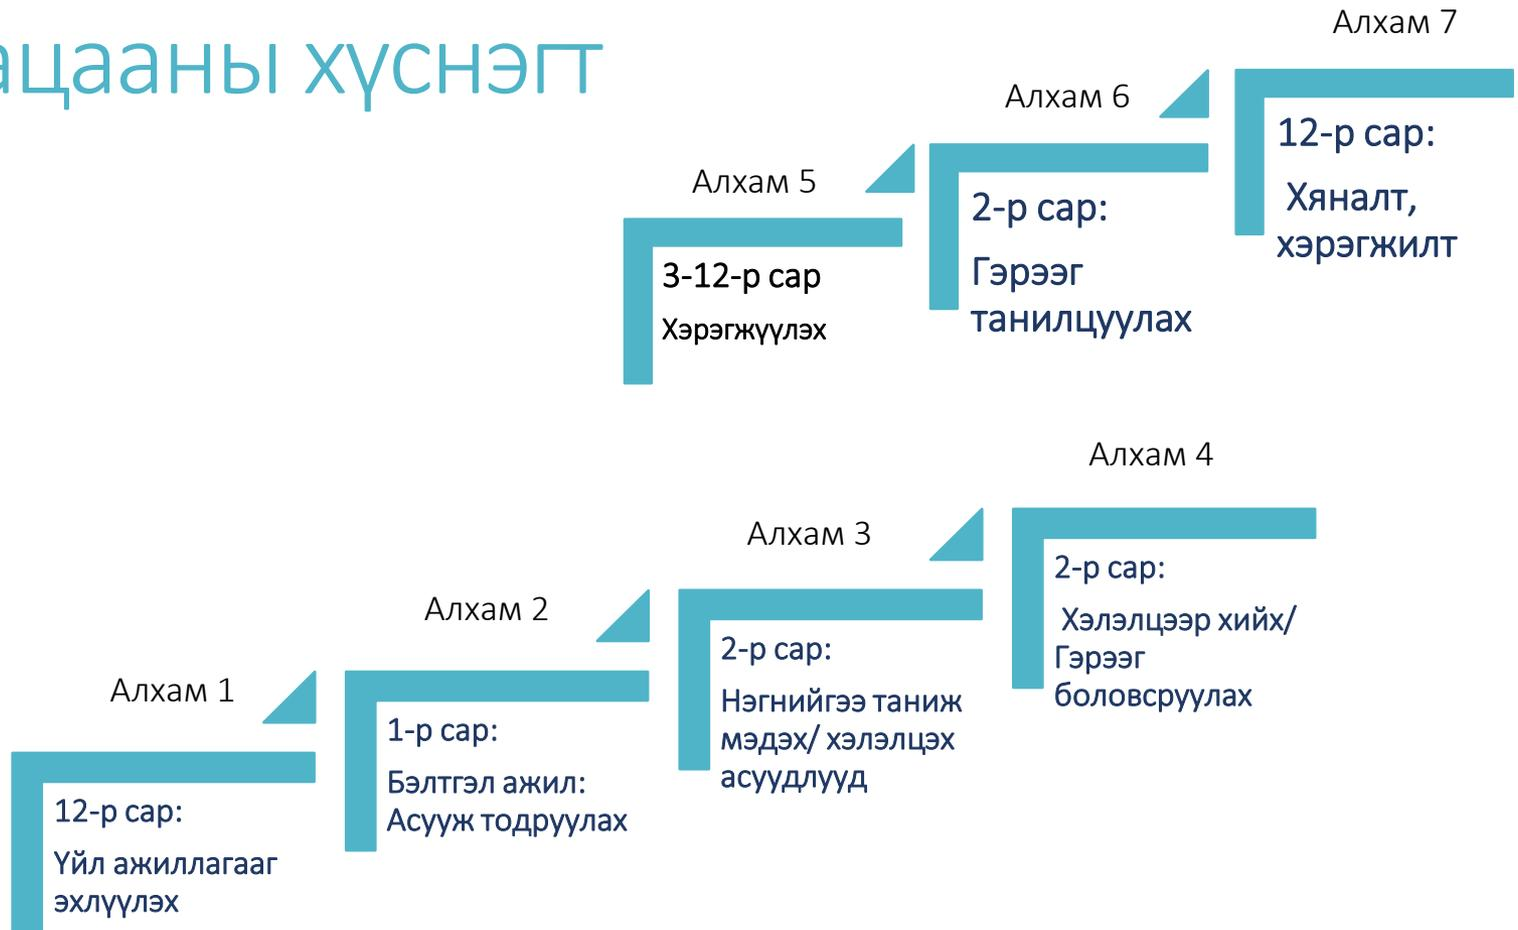 ацааны хүснэгт
Алхам 1
12-р сар:
Үйл ажиллагааг
эхлүүлэх
Алхам 2
1-р сар:
Бэлтгэл ажил:
Асууж тодруулах
Алхам 3
2-р сар:
Нэгнийгээ таниж
мэдэх/ хэлэлцэх
асуудлууд
Алхам 4
2-р сар:
Хэлэлцээр хийх/
Гэрээг
боловсруулах
Алхам 5
3-12-р сар
Хэрэгжүүлэх
Алхам 6
2-р сар:
Гэрээг
танилцуулах
Алхам 7
12-р сар:
Хяналт,
хэрэгжилт